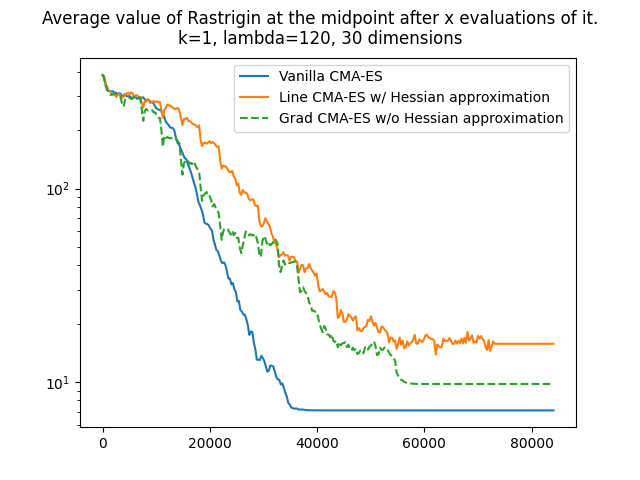 Average value of Rastrigin at the midpoint after x evaluations of it.
k=1, lambda=120, 30 dimensions
Vanilla CMA-ES
Line CMA-ES w/ Hessian approximation
Grad CMA-ES w/o Hessian approximation
10²
10¹
0 20000 40000 60000 80000